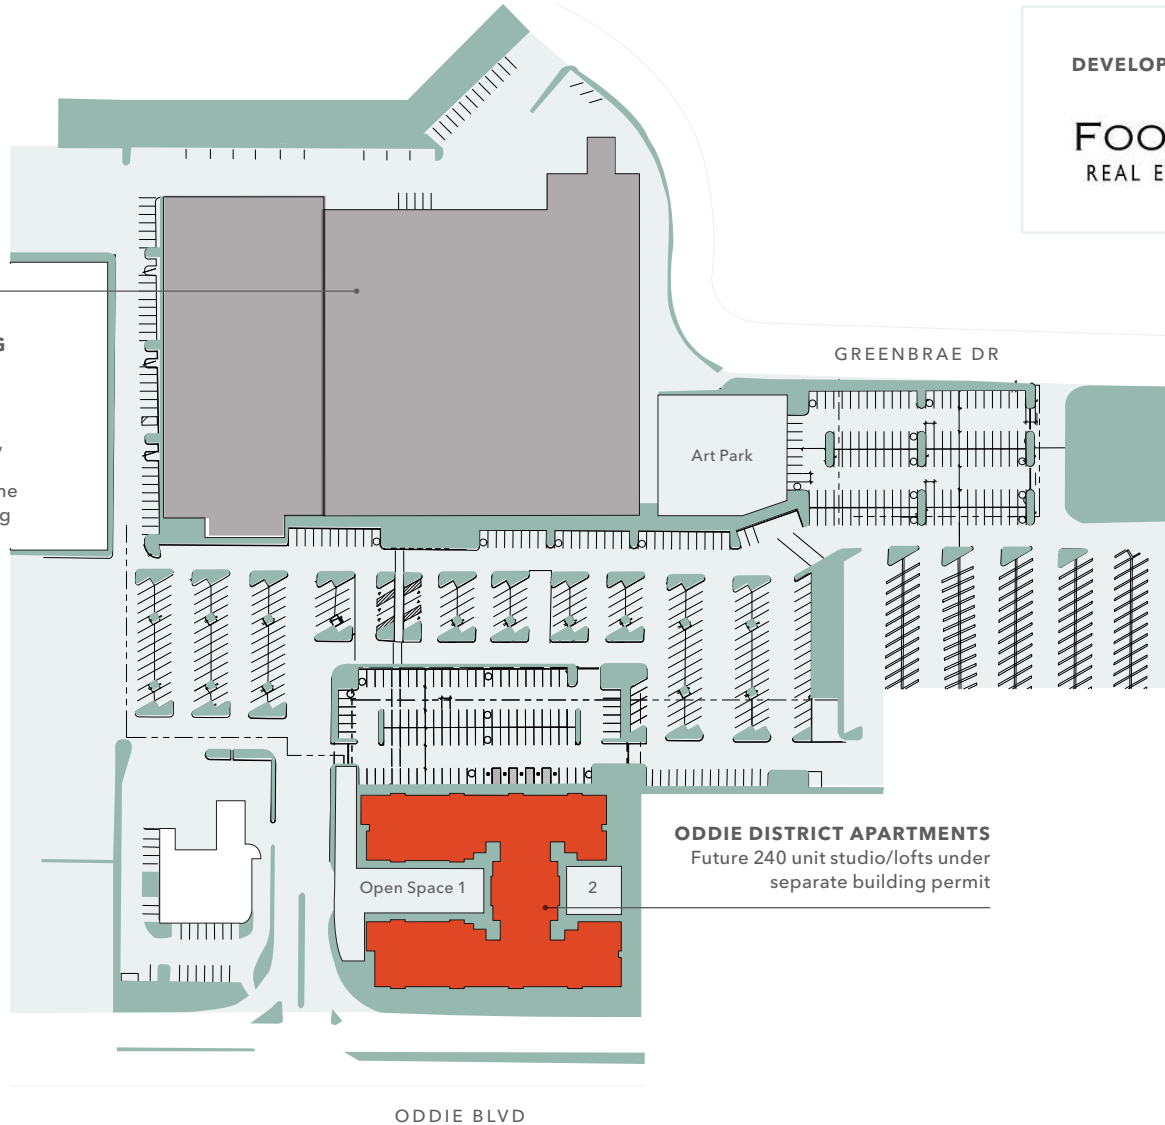 DEVELOP
FOO
REAL E
G
GREENBRAE DR
,
Art Park
ne
g
ODDIE DISTRICT APARTMENTS
Future 240 unit studio/lofts under
separate building permit
Open Space 1
2
ODDIE BLVD